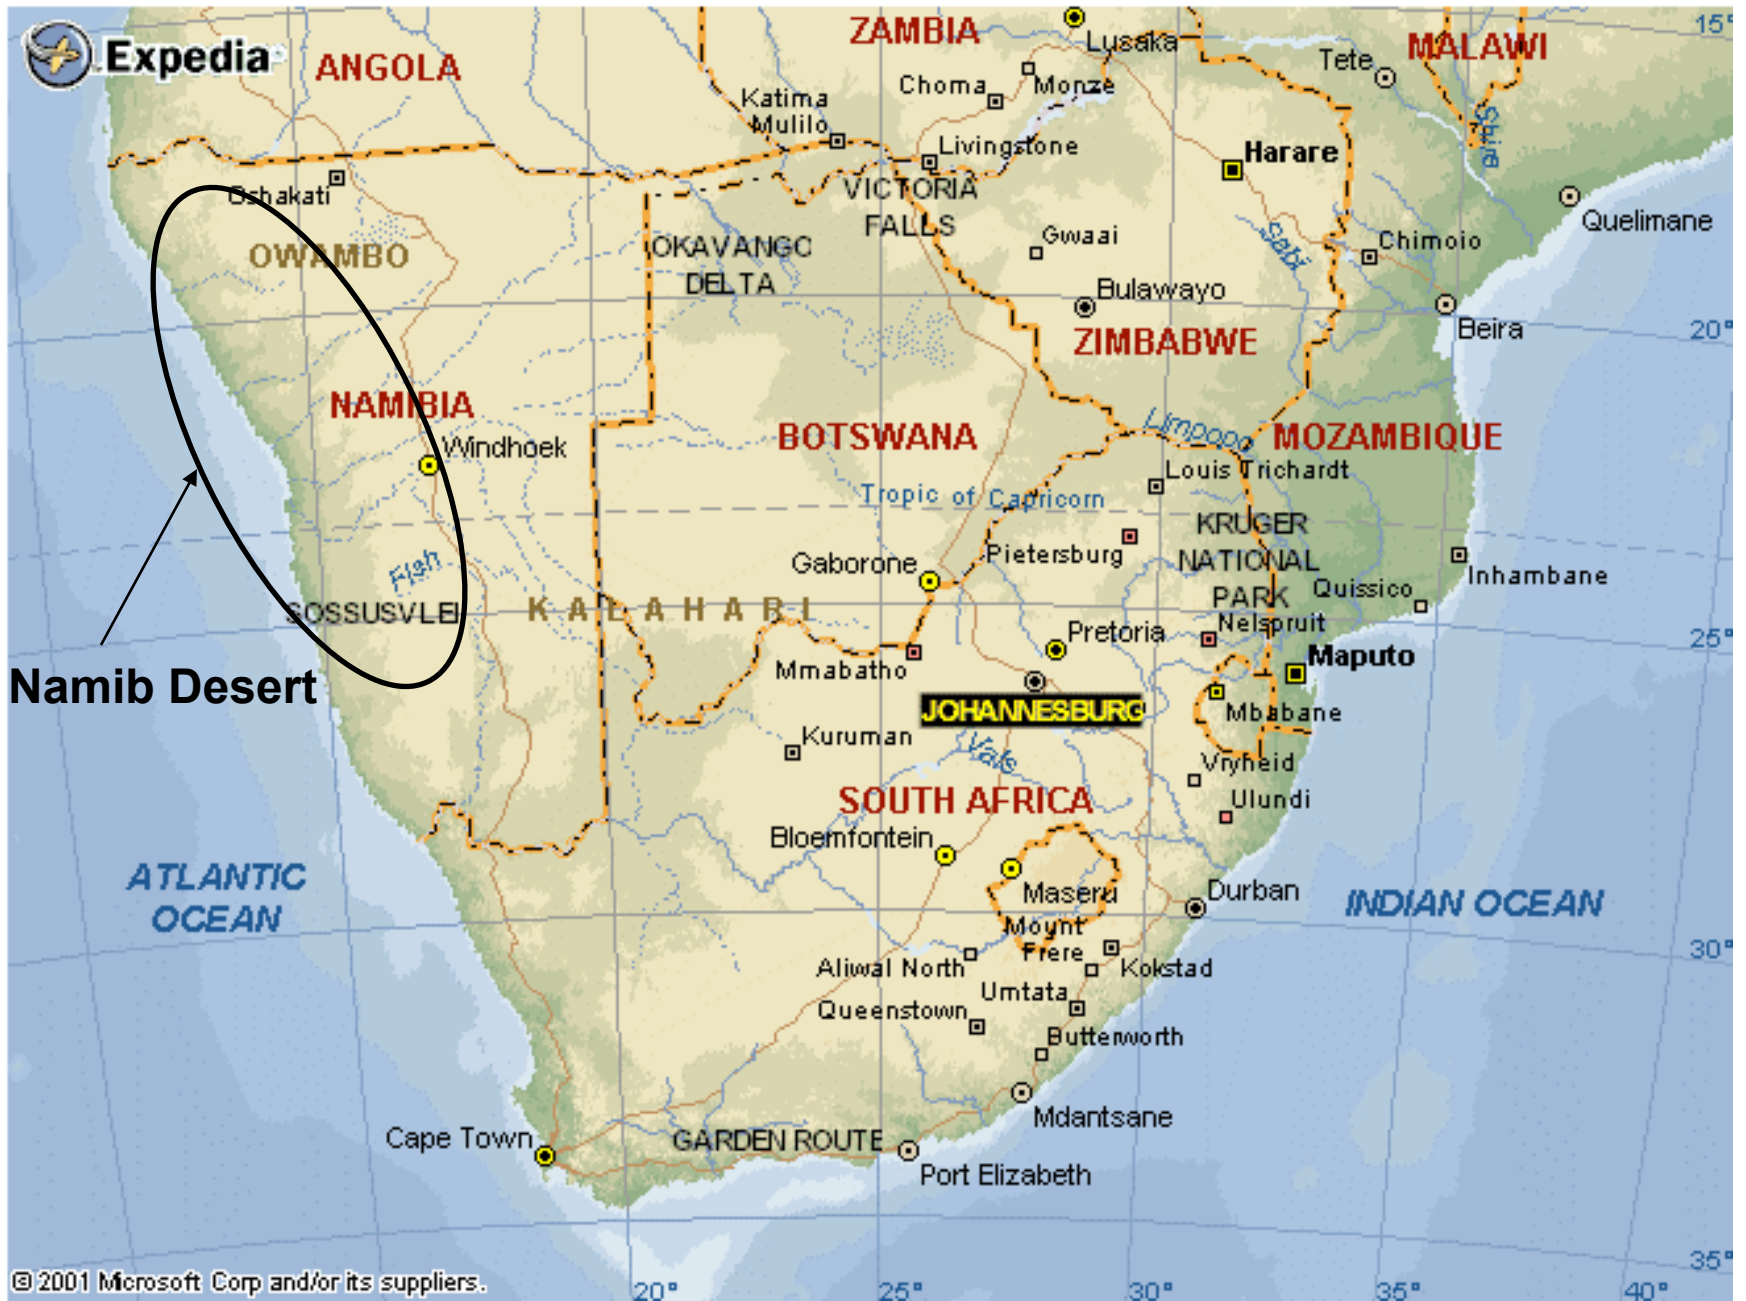 Expedia
ANGOLA
ZAMBIA
Lusaka
MALAWI
15°
Tete
Choma
Monze
Katima
Mulilo
Shire
Livingstone
Harare
VICTORIA
FALLS
Oshakati
Quelimane
OWAMBO
OKAVANGO
DELTA
Gwaai
Sabi
Chimoio
Bulawayo
Beira
20°
ZIMBABWE
NAMIBIA
Windhoek
BOTSWANA
Limpopo
MOZAMBIQUE
Louis Trichardt
Tropic of Capricorn
KRUGER
NATIONAL
PARK
Pietersburg
Gaborone
Fish
Quissico
Inhambane
SOSSUSVLEI
KALAHARI
Nelspruit
Pretoria
25°
Maputo
Mmabatho
Namib Desert
JOHANNESBURG
Mbabane
Kuruman
Vals
Vryheid
SOUTH AFRICA
Ulundi
Bloemfontein
ATLANTIC
OCEAN
Maseru
Durban
INDIAN OCEAN
Mount
Frere
30°
Aliwal North
Kokstad
Umtata
Queenstown
Butterworth
Mdantsane
Cape Town
GARDEN ROUTE
Port Elizabeth
35°
© 2001 Microsoft Corp and/or its suppliers.
20°
25°
30°
35°
40°